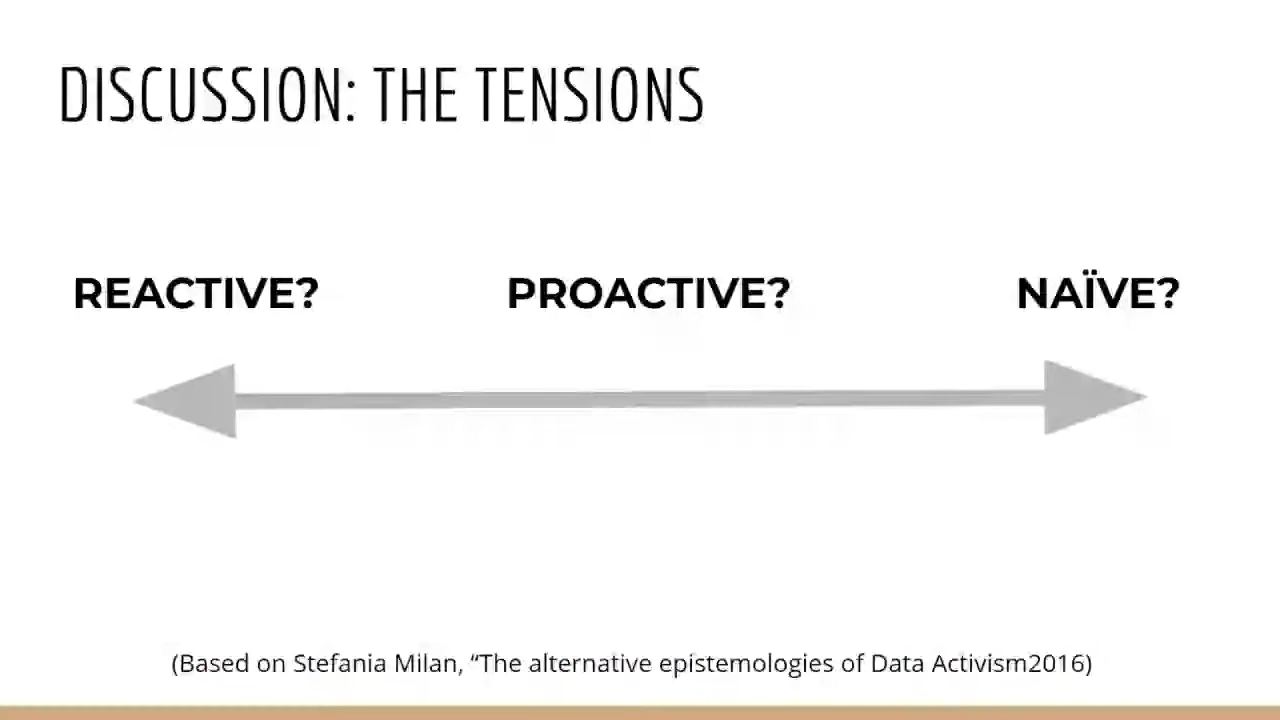 DISCUSSION: THE TENSIONS
REACTIVE? PROACTIVE? NAÏVE?
(Based on Stefania Milan, “The alternative epistemologies of Data Activism2016)